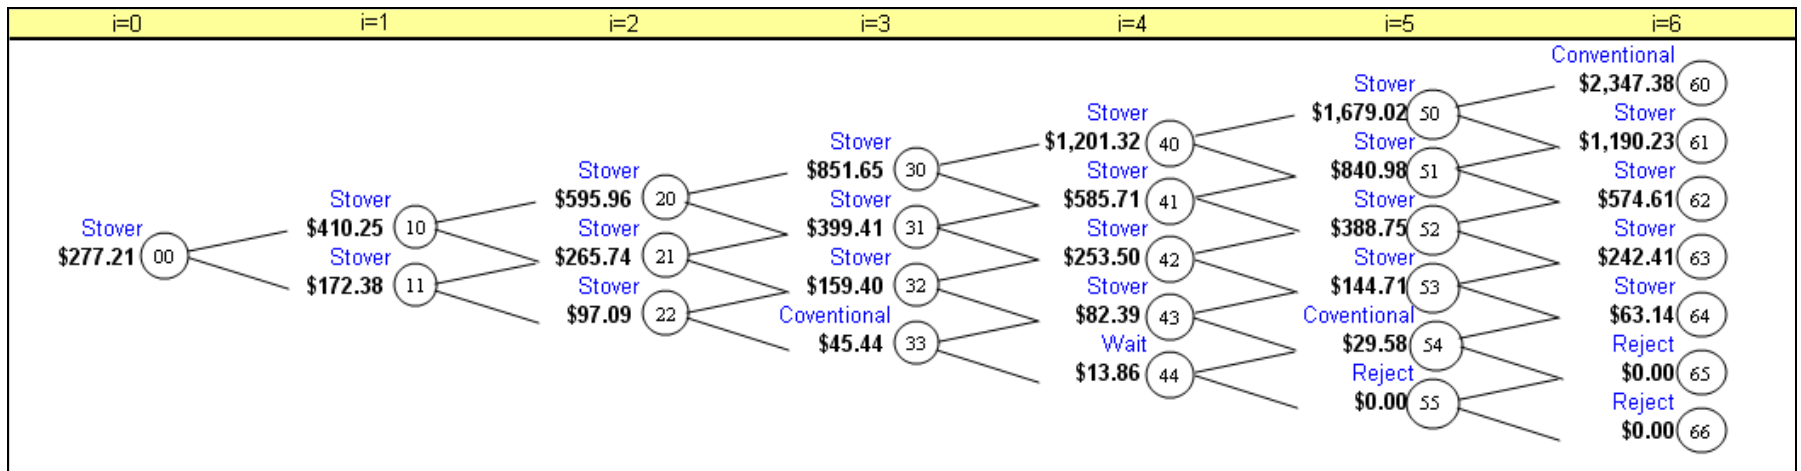 i=0 i=1 i=2 i=3 i=4 i=5 i=6
Stover
$277.21 00
Stover
$410.25 10
Stover
$172.38 11
Stover
$595.96 20
Stover
$265.74 21
Stover
$97.09 22
Stover
$851.65 30
Stover
$399.41 31
Stover
$159.40 32
Coventional
$45.44 33
Stover
$1,201.32 40
Stover
$585.71 41
Stover
$253.50 42
Stover
$82.39 43
Wait
$13.86 44
Stover
$1,679.02 50
Stover
$840.98 51
Stover
$388.75 52
Stover
$144.71 53
Coventional
$29.58 54
Reject
$0.00 55
Conventional
$2,347.38 60
Stover
$1,190.23 61
Stover
$574.61 62
Stover
$242.41 63
Stover
$63.14 64
Reject
$0.00 65
Reject
$0.00 66